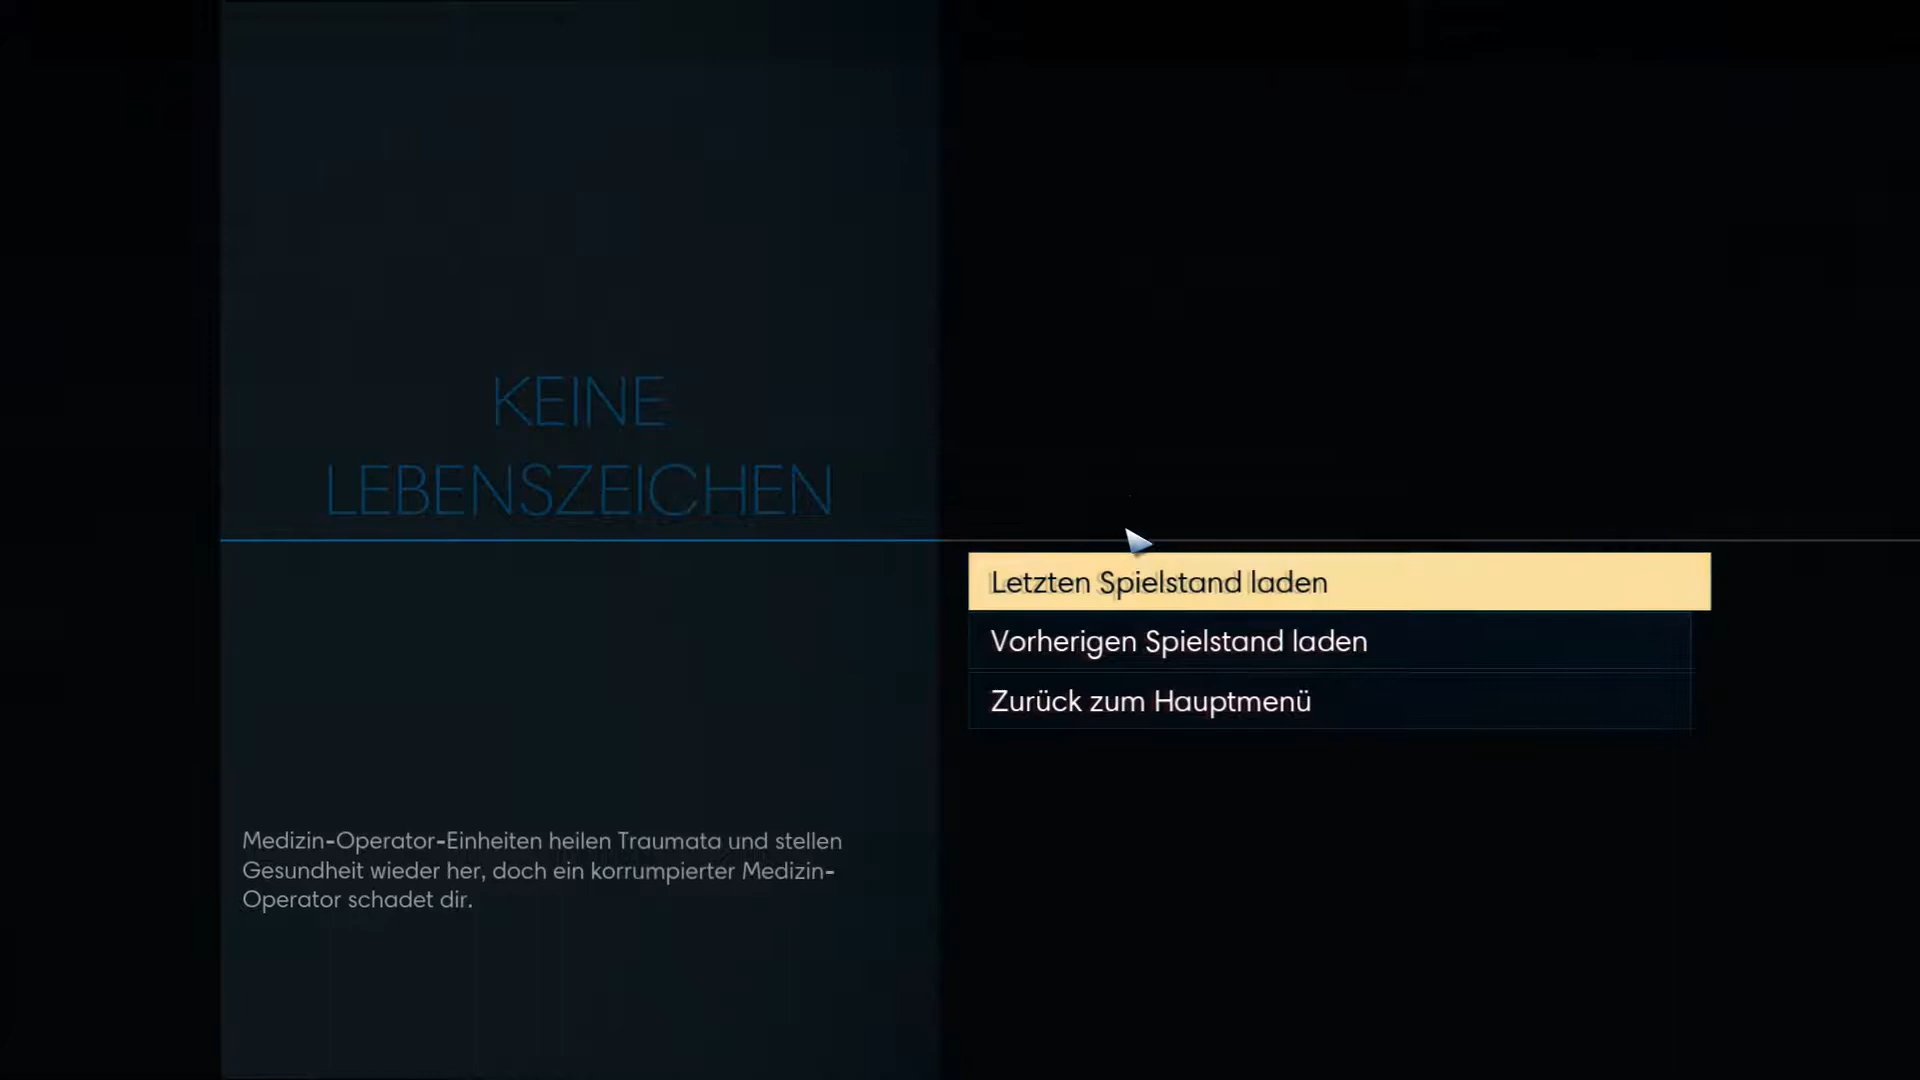 KEINE
LEBENSZEICHEN
Letzten Spielstand laden
Vorherigen Spielstand laden
Zurück zum Hauptmenü
Medizin-Operator-Einheiten heilen Traumata und stellen
Gesundheit wieder her, doch ein korrumpierter Medizin-
Operator schadet dir.